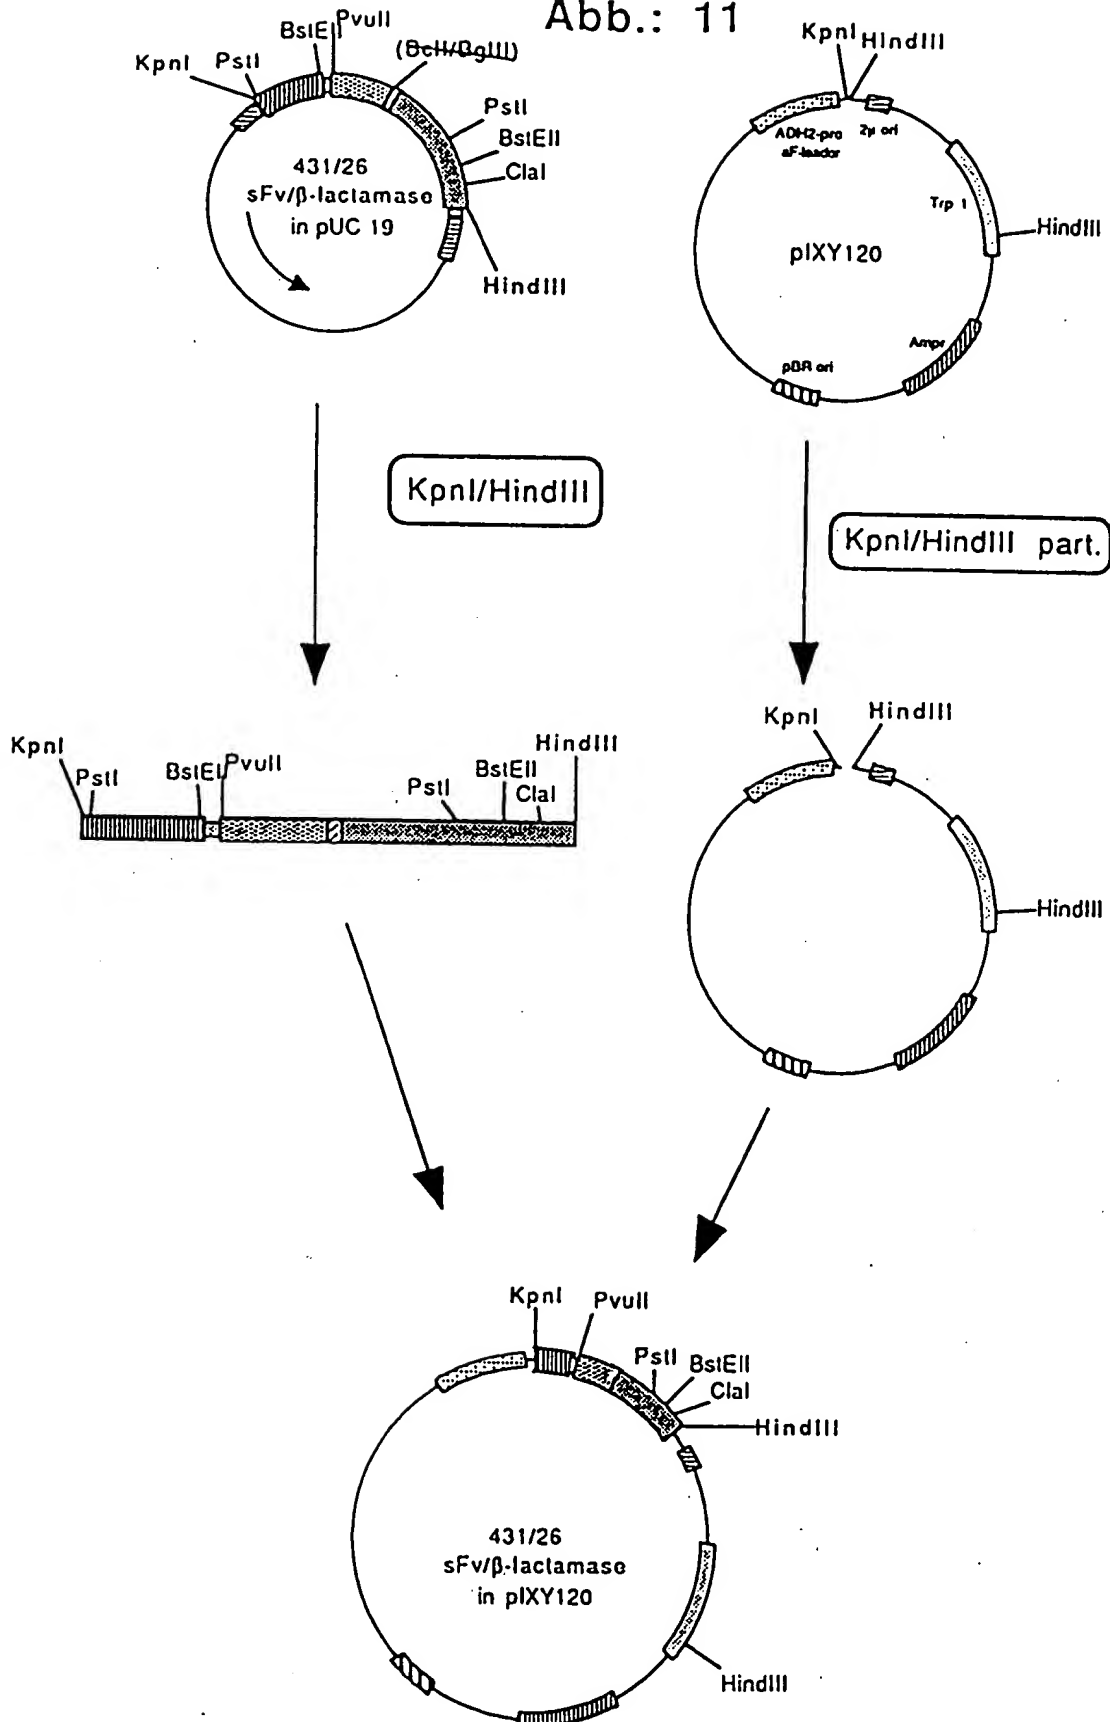 Abb.: 11
KpnI
PstI
BstEII
PvuII
(BclI/BglII)
PstI
BstEII
ClaI
HindIII
431/26
sFv/β-lactamase
in pUC 19
KpnI
HindIII
ADH2-pro
aF-leader
2µ ori
Trp 1
HindIII
pIXY120
Ampr
pBR ori
KpnI/HindIII
KpnI/HindIII part.
KpnI
PstI
BstEII
PvuII
PstI
BstEII
ClaI
HindIII
KpnI
HindIII
HindIII
KpnI
PvuII
PstI
BstEII
ClaI
HindIII
431/26
sFv/β-lactamase
in pIXY120
HindIII